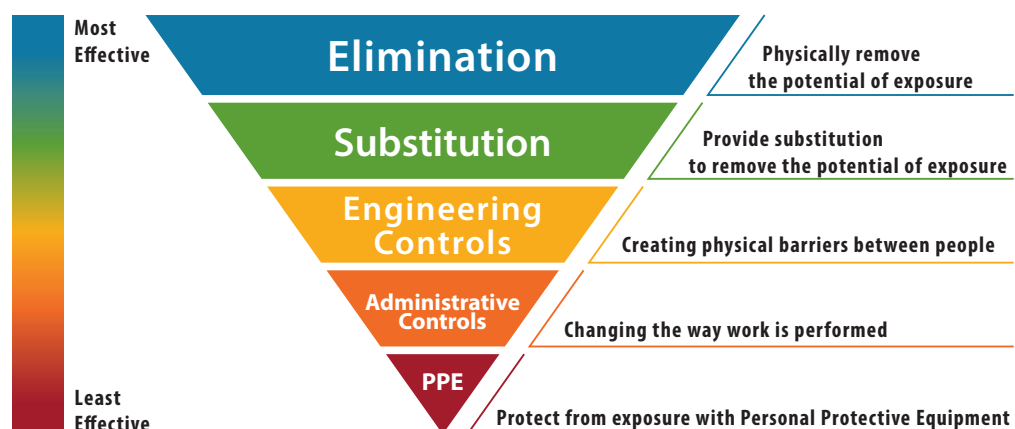 Most
Effective
Elimination
Physically remove
the potential of exposure
Substitution
Provide substitution
to remove the potential of exposure
Engineering
Controls
Creating physical barriers between people
Administrative
Controls
Changing the way work is performed
PPE
Least
Effective
Protect from exposure with Personal Protective Equipment